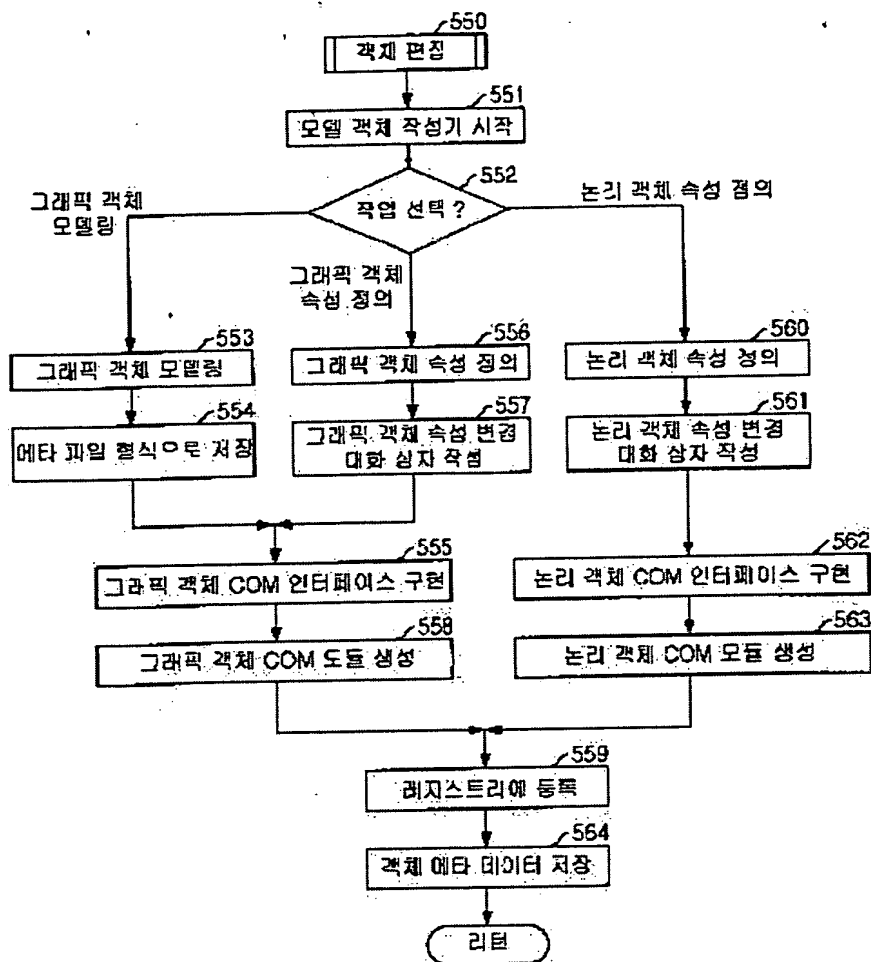 550
객체 편집
551
모델 객체 작성기 시작
552
작업 선택 ?
그래픽 객체
모델링
논리 객체 속성 정의
그래픽 객체
속성 정의
553
그래픽 객체 모델링
556
그래픽 객체 속성 정의
560
논리 객체 속성 정의
554
메타 파일 형식으로 저장
557
그래픽 객체 속성 변경
대화 상자 작성
561
논리 객체 속성 변경
대화 상자 작성
555
그래픽 객체 COM 인터페이스 구현
562
논리 객체 COM 인터페이스 구현
558
그래픽 객체 COM 모듈 생성
563
논리 객체 COM 모듈 생성
559
레지스트리에 등록
564
객체 메타 데이터 저장
리턴